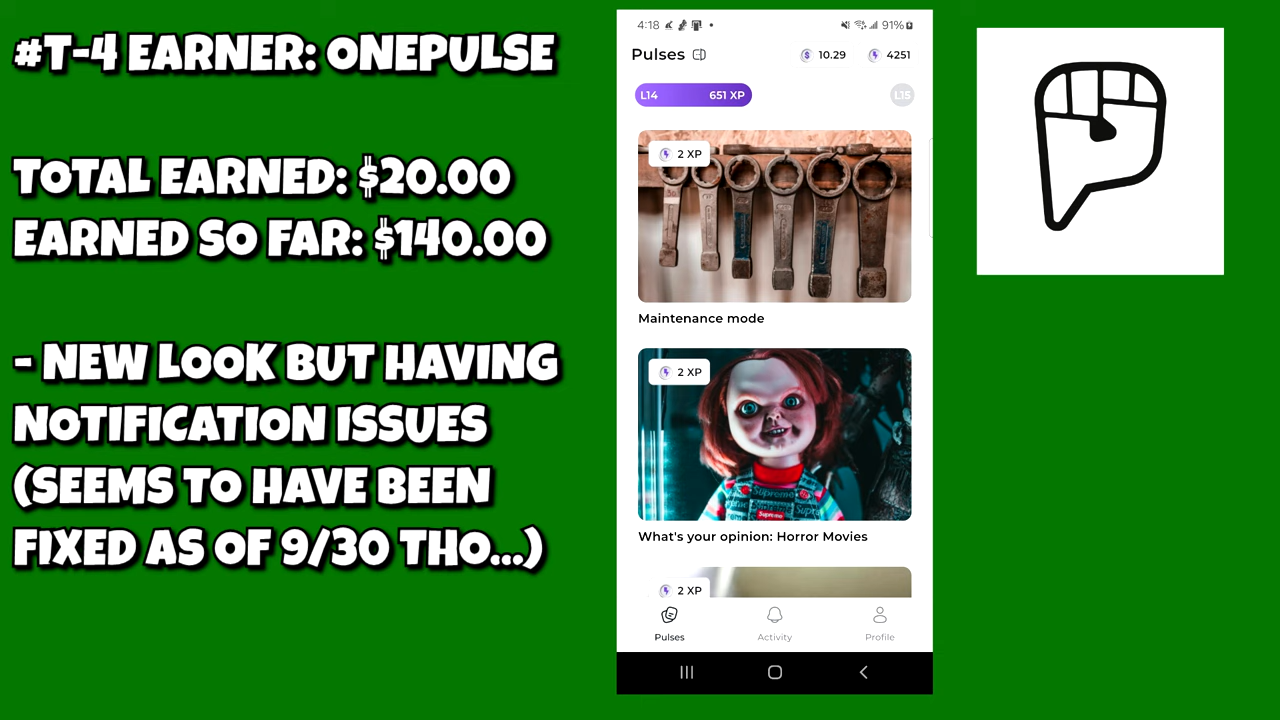 #T-4 EARNER: ONEPULSE
TOTAL EARNED: $20.00
EARNED SO FAR: $140.00
- NEW LOOK BUT HAVING
NOTIFICATION ISSUES
(SEEMS TO HAVE BEEN
FIXED AS OF 9/30 THO...)
4:18 91%
Pulses 10.29 4251
L14 651 XP L15
2 XP
Maintenance mode
2 XP
Supreme
Supreme
What's your opinion: Horror Movies
2 XP
Pulses Activity Profile